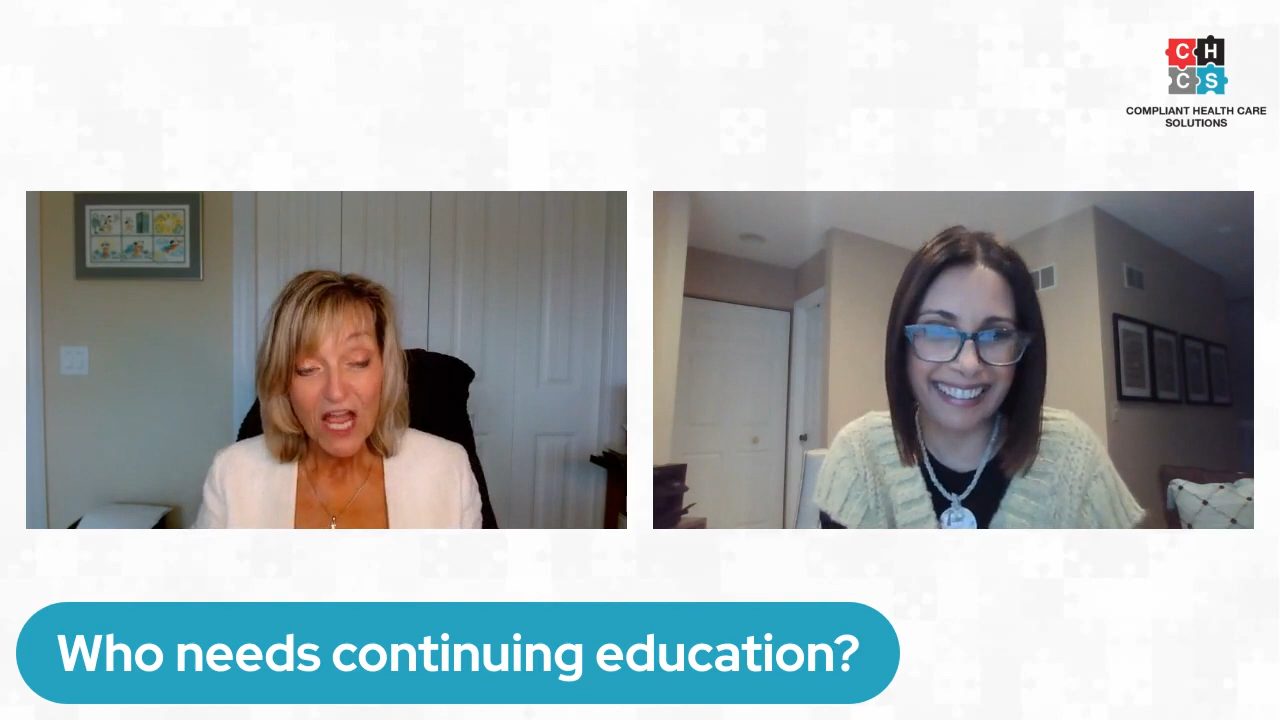 C H
C S
COMPLIANT HEALTH CARE
SOLUTIONS
Who needs continuing education?